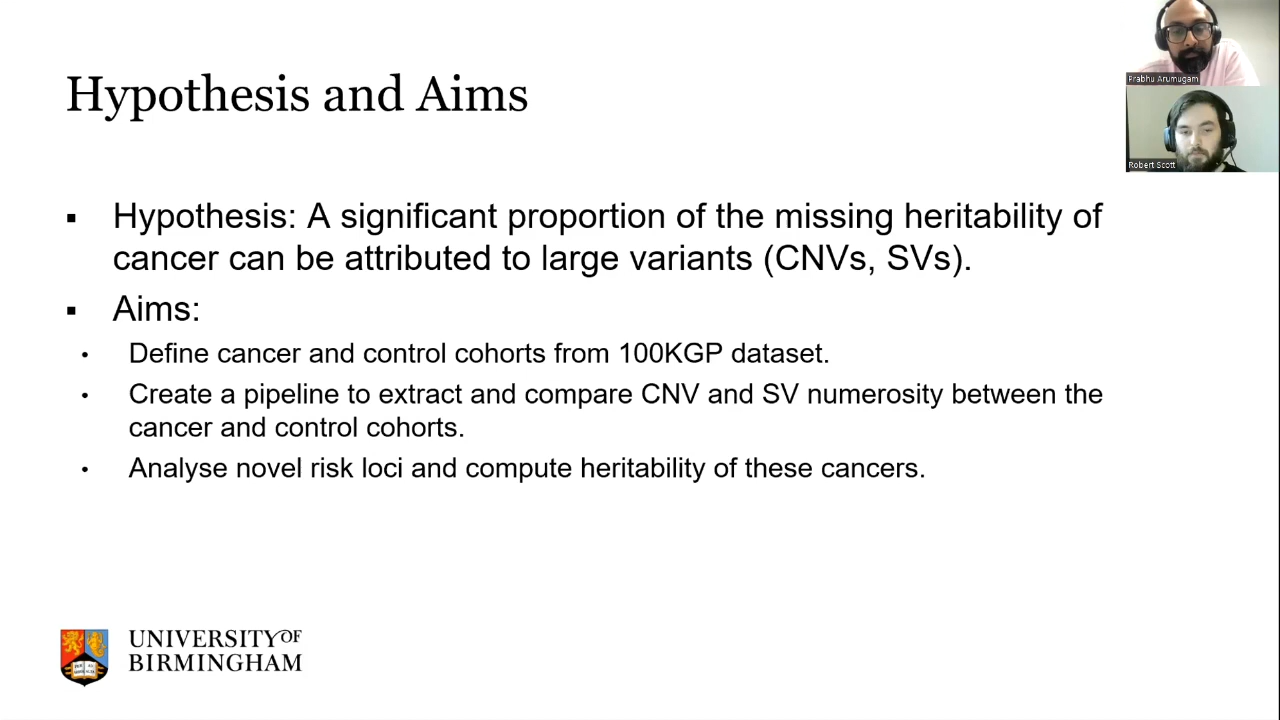 Hypothesis and Aims
Prabhu Arumugam
Robert Scott
Hypothesis: A significant proportion of the missing heritability of
cancer can be attributed to large variants (CNVs, SVs).
Aims:
Define cancer and control cohorts from 100KGP dataset.
Create a pipeline to extract and compare CNV and SV numerosity between the
cancer and control cohorts.
Analyse novel risk loci and compute heritability of these cancers.
UNIVERSITY OF
BIRMINGHAM